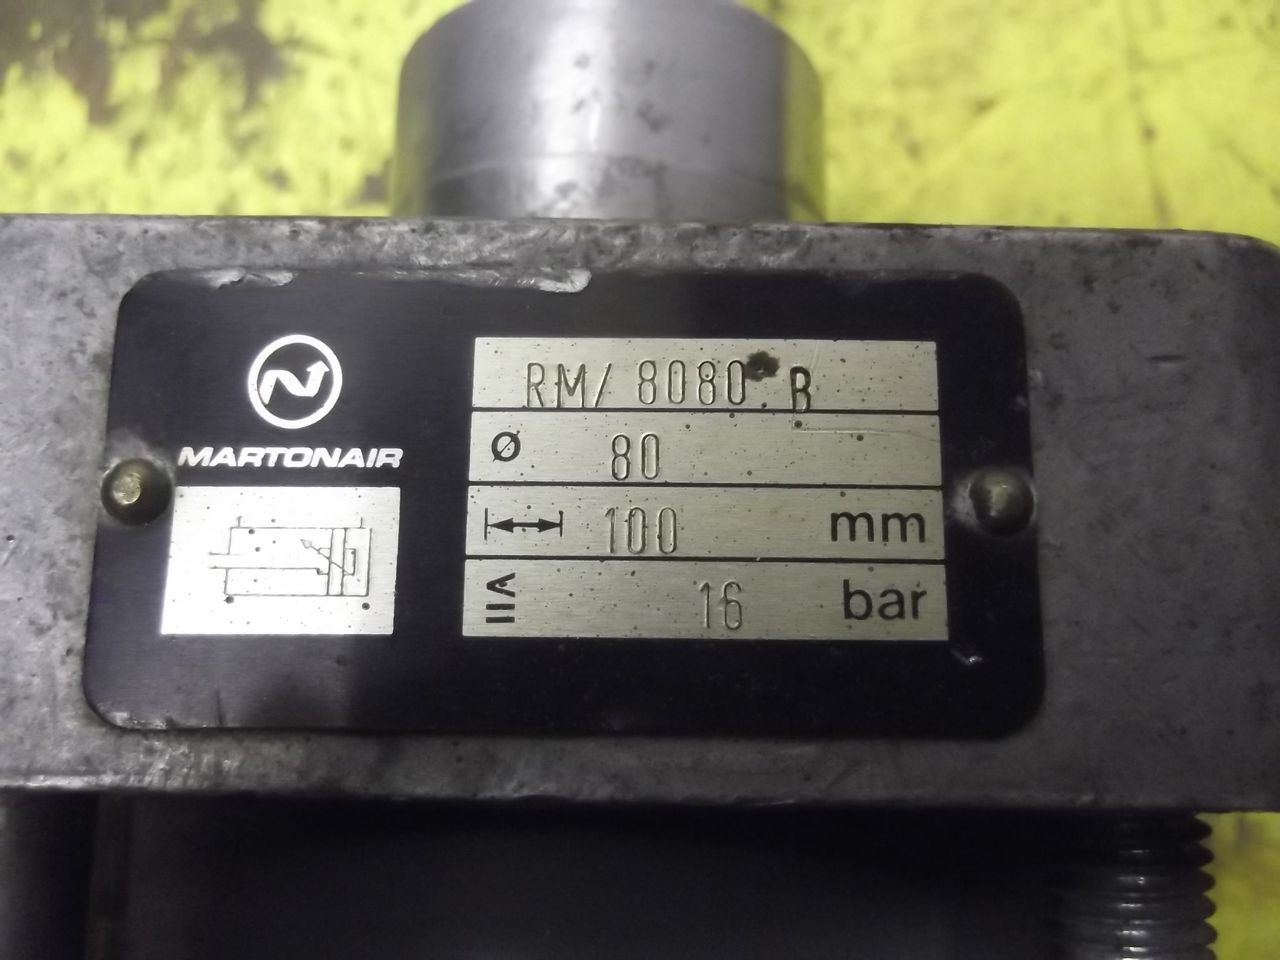 MARTONAIR
RM/ 8080 B
Ø 80
100 mm
≤ 16 bar